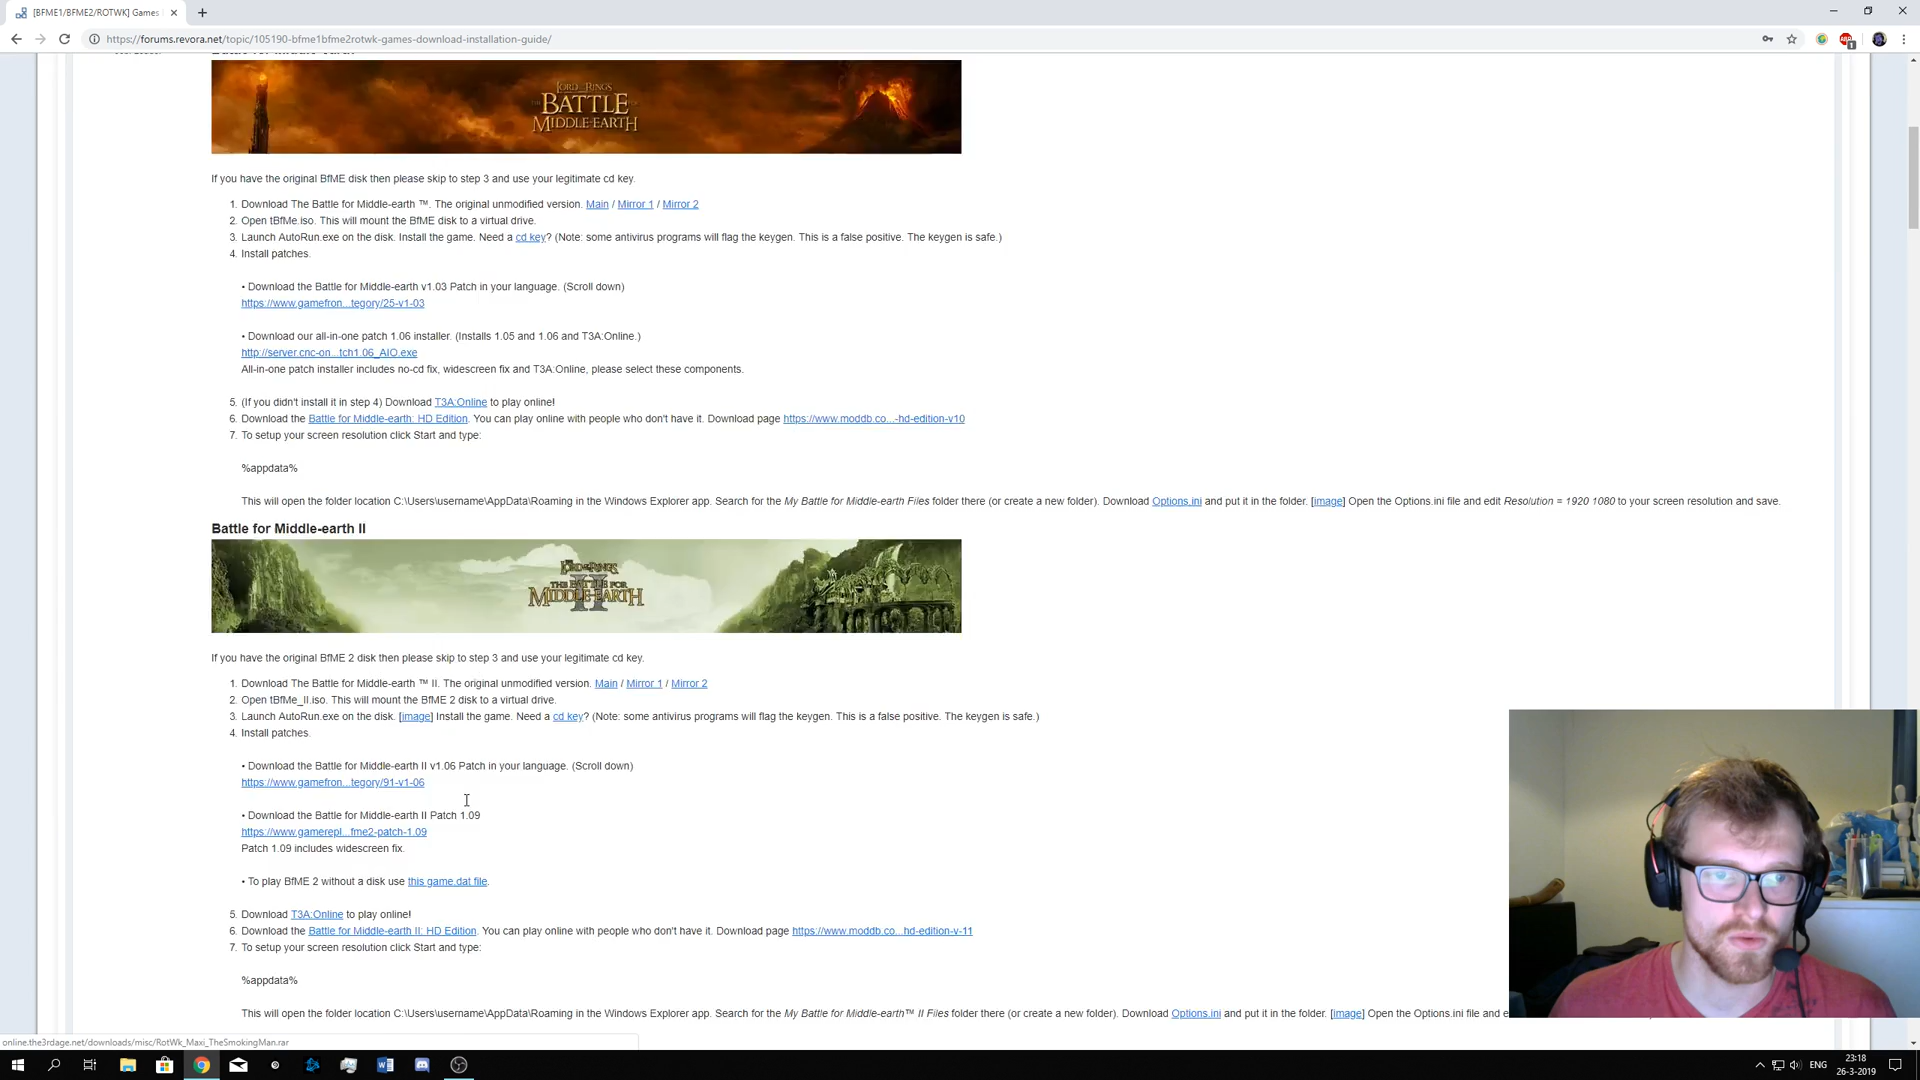 [BFME1/BFME2/ROTWK] Games
https://forums.revora.net/topic/105190-bfme1bfme2rotwk-games-download-installation-guide/
LORD OF THE RINGS
THE BATTLE FOR
MIDDLE-EARTH
If you have the original BfME disk then please skip to step 3 and use your legitimate cd key.
1. Download The Battle for Middle-earth ™. The original unmodified version. Main / Mirror 1 / Mirror 2
2. Open tBfMe.iso. This will mount the BfME disk to a virtual drive.
3. Launch AutoRun.exe on the disk. Install the game. Need a cd key? (Note: some antivirus programs will flag the keygen. This is a false positive. The keygen is safe.)
4. Install patches.
• Download the Battle for Middle-earth v1.03 Patch in your language. (Scroll down)
https://www.gamefron...tegory/25-v1-03
• Download our all-in-one patch 1.06 installer. (Installs 1.05 and 1.06 and T3A:Online.)
http://server.cnc-on...tch1.06_AIO.exe
All-in-one patch installer includes no-cd fix, widescreen fix and T3A:Online, please select these components.
5. (If you didn't install it in step 4) Download T3A:Online to play online!
6. Download the Battle for Middle-earth: HD Edition. You can play online with people who don't have it. Download page https://www.moddb.co...-hd-edition-v10
7. To setup your screen resolution click Start and type:
%appdata%
This will open the folder location C:\Users\username\AppData\Roaming in the Windows Explorer app. Search for the My Battle for Middle-earth Files folder there (or create a new folder). Download Options.ini and put it in the folder. [image] Open the Options.ini file and edit Resolution = 1920 1080 to your screen resolution and save.
Battle for Middle-earth II
LORD OF THE RINGS
THE BATTLE FOR
MIDDLE-EARTH
II
If you have the original BfME 2 disk then please skip to step 3 and use your legitimate cd key.
1. Download The Battle for Middle-earth ™ II. The original unmodified version. Main / Mirror 1 / Mirror 2
2. Open tBfMe_II.iso. This will mount the BfME 2 disk to a virtual drive.
3. Launch AutoRun.exe on the disk. [image] Install the game. Need a cd key? (Note: some antivirus programs will flag the keygen. This is a false positive. The keygen is safe.)
4. Install patches.
• Download the Battle for Middle-earth II v1.06 Patch in your language. (Scroll down)
https://www.gamefron...tegory/91-v1-06
• Download the Battle for Middle-earth II Patch 1.09
https://www.gamerepl...fme2-patch-1.09
Patch 1.09 includes widescreen fix.
• To play BfME 2 without a disk use this game.dat file.
5. Download T3A:Online to play online!
6. Download the Battle for Middle-earth II: HD Edition. You can play online with people who don't have it. Download page https://www.moddb.co...hd-edition-v-11
7. To setup your screen resolution click Start and type:
%appdata%
This will open the folder location C:\Users\username\AppData\Roaming in the Windows Explorer app. Search for the My Battle for Middle-earth™ II Files folder there (or create a new folder). Download Options.ini and put it in the folder. [image] Open the Options.ini file and e
online.the3rdage.net/downloads/misc/RotWk_Maxi_TheSmokingMan.rar
ENG
23:18
26-3-2019